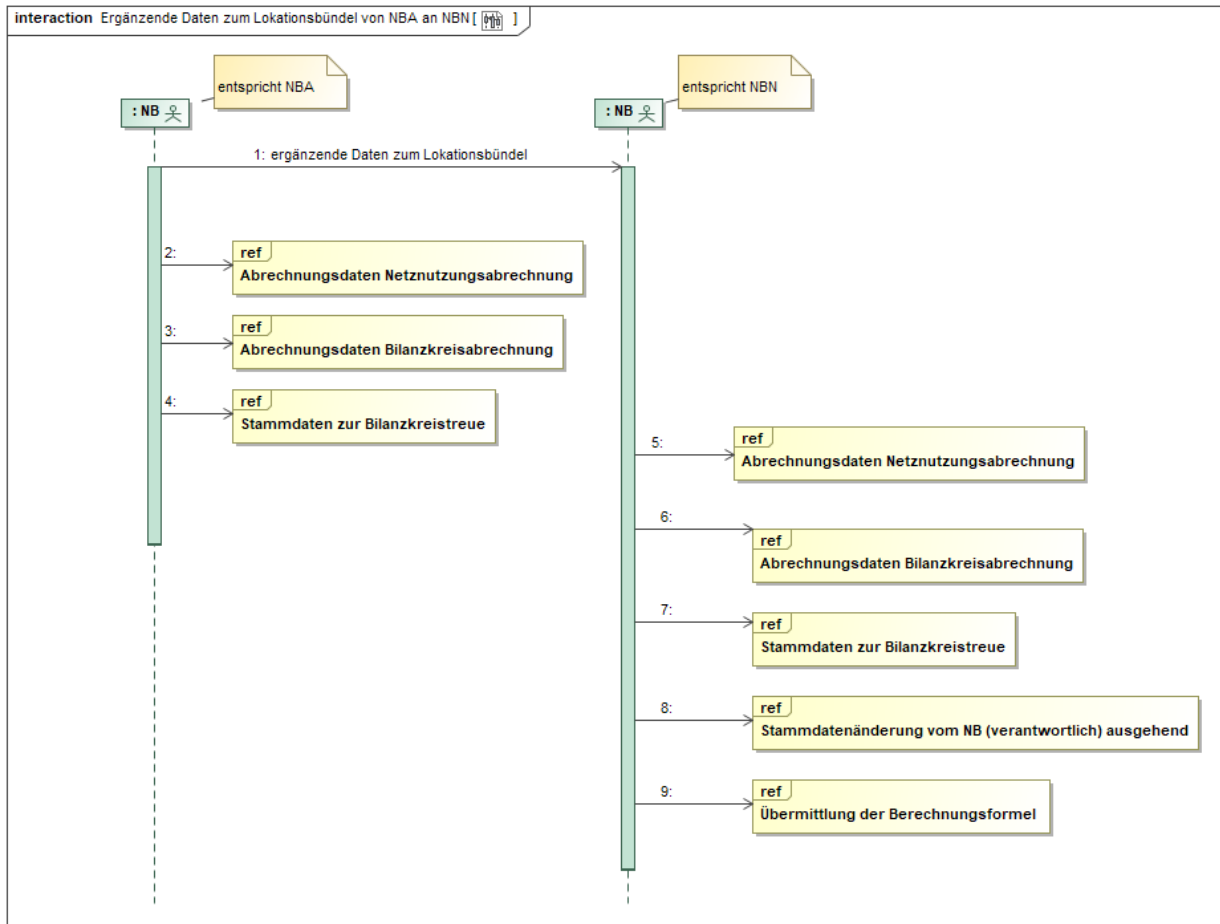 interaction Ergänzende Daten zum Lokationsbündel von NBA an NBN[ ]
entspricht NBA
entspricht NBN
: NB
: NB
1: ergänzende Daten zum Lokationsbündel
2:
ref
Abrechnungsdaten Netznutzungsabrechnung
3:
ref
Abrechnungsdaten Bilanzkreisabrechnung
4:
ref
Stammdaten zur Bilanzkreistreue
5:
ref
Abrechnungsdaten Netznutzungsabrechnung
6:
ref
Abrechnungsdaten Bilanzkreisabrechnung
7:
ref
Stammdaten zur Bilanzkreistreue
8:
ref
Stammdatenänderung vom NB (verantwortlich) ausgehend
9:
ref
Übermittlung der Berechnungsformel